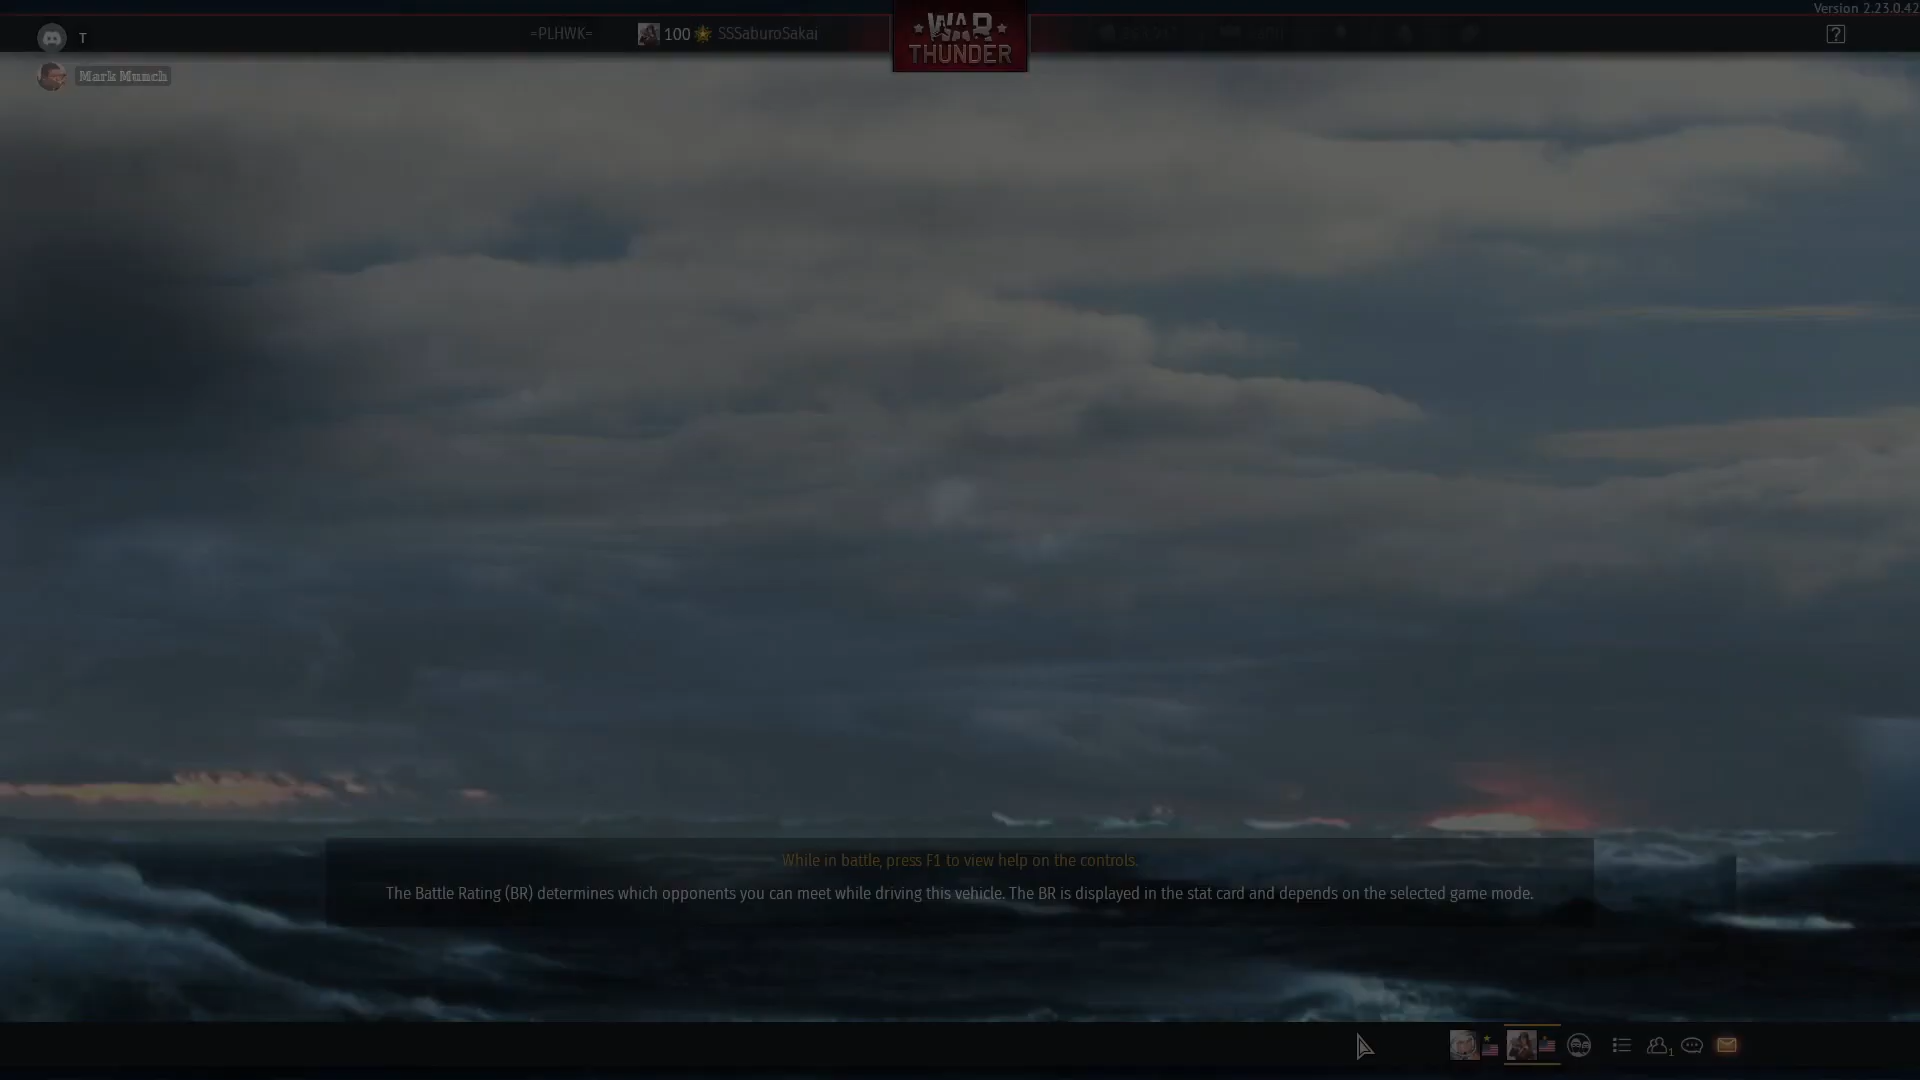 Version 2.23.0.42
T
=PLHWK=
100 SSSaburoSakai
WAR
THUNDER
?
Mark Munch
While in battle, press F1 to view help on the controls.
The Battle Rating (BR) determines which opponents you can meet while driving this vehicle. The BR is displayed in the stat card and depends on the selected game mode.
1